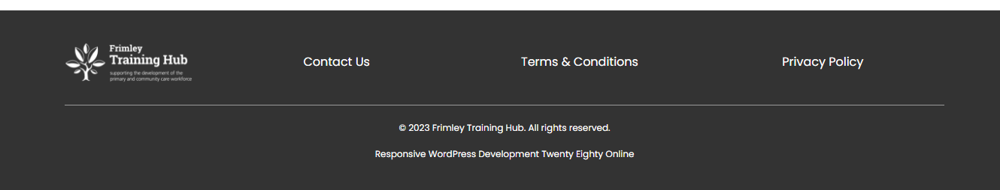 Frimley
Training Hub
supporting the development of the
primary and community care workforce
Contact Us
Terms & Conditions
Privacy Policy
© 2023 Frimley Training Hub. All rights reserved.
Responsive WordPress Development Twenty Eighty Online